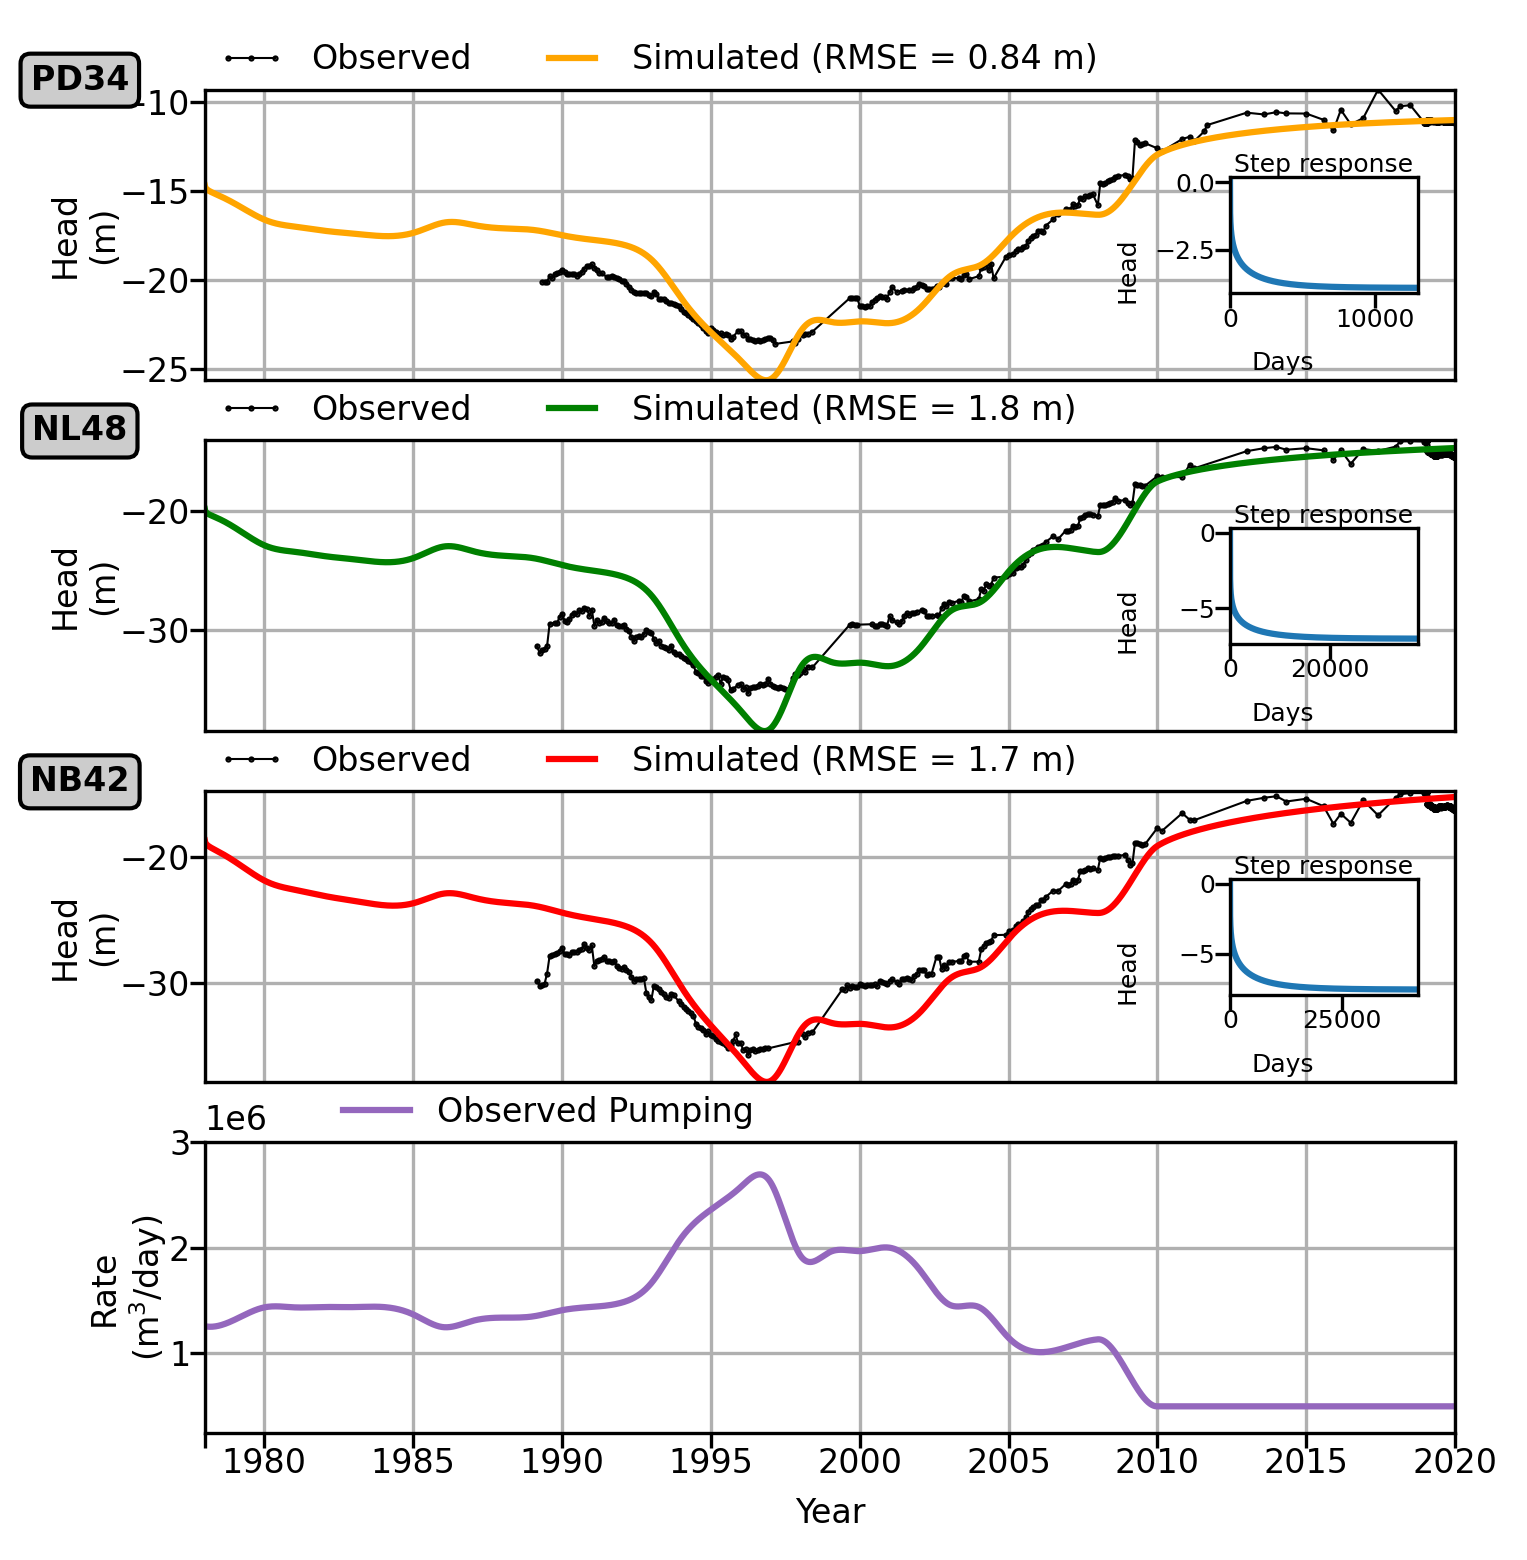 PD34
Observed Simulated (RMSE = 0.84 m)
−10
−15
−20
−25
Head
(m)
Step response
0.0
−2.5
Head
0 10000
Days
NL48
Observed Simulated (RMSE = 1.8 m)
−20
−30
Head
(m)
Step response
0
−5
Head
0 20000
Days
NB42
Observed Simulated (RMSE = 1.7 m)
−20
−30
Head
(m)
Step response
0
−5
Head
0 25000
Days
1e6 Observed Pumping
3
2
1
Rate
(m³/day)
1980 1985 1990 1995 2000 2005 2010 2015 2020
Year